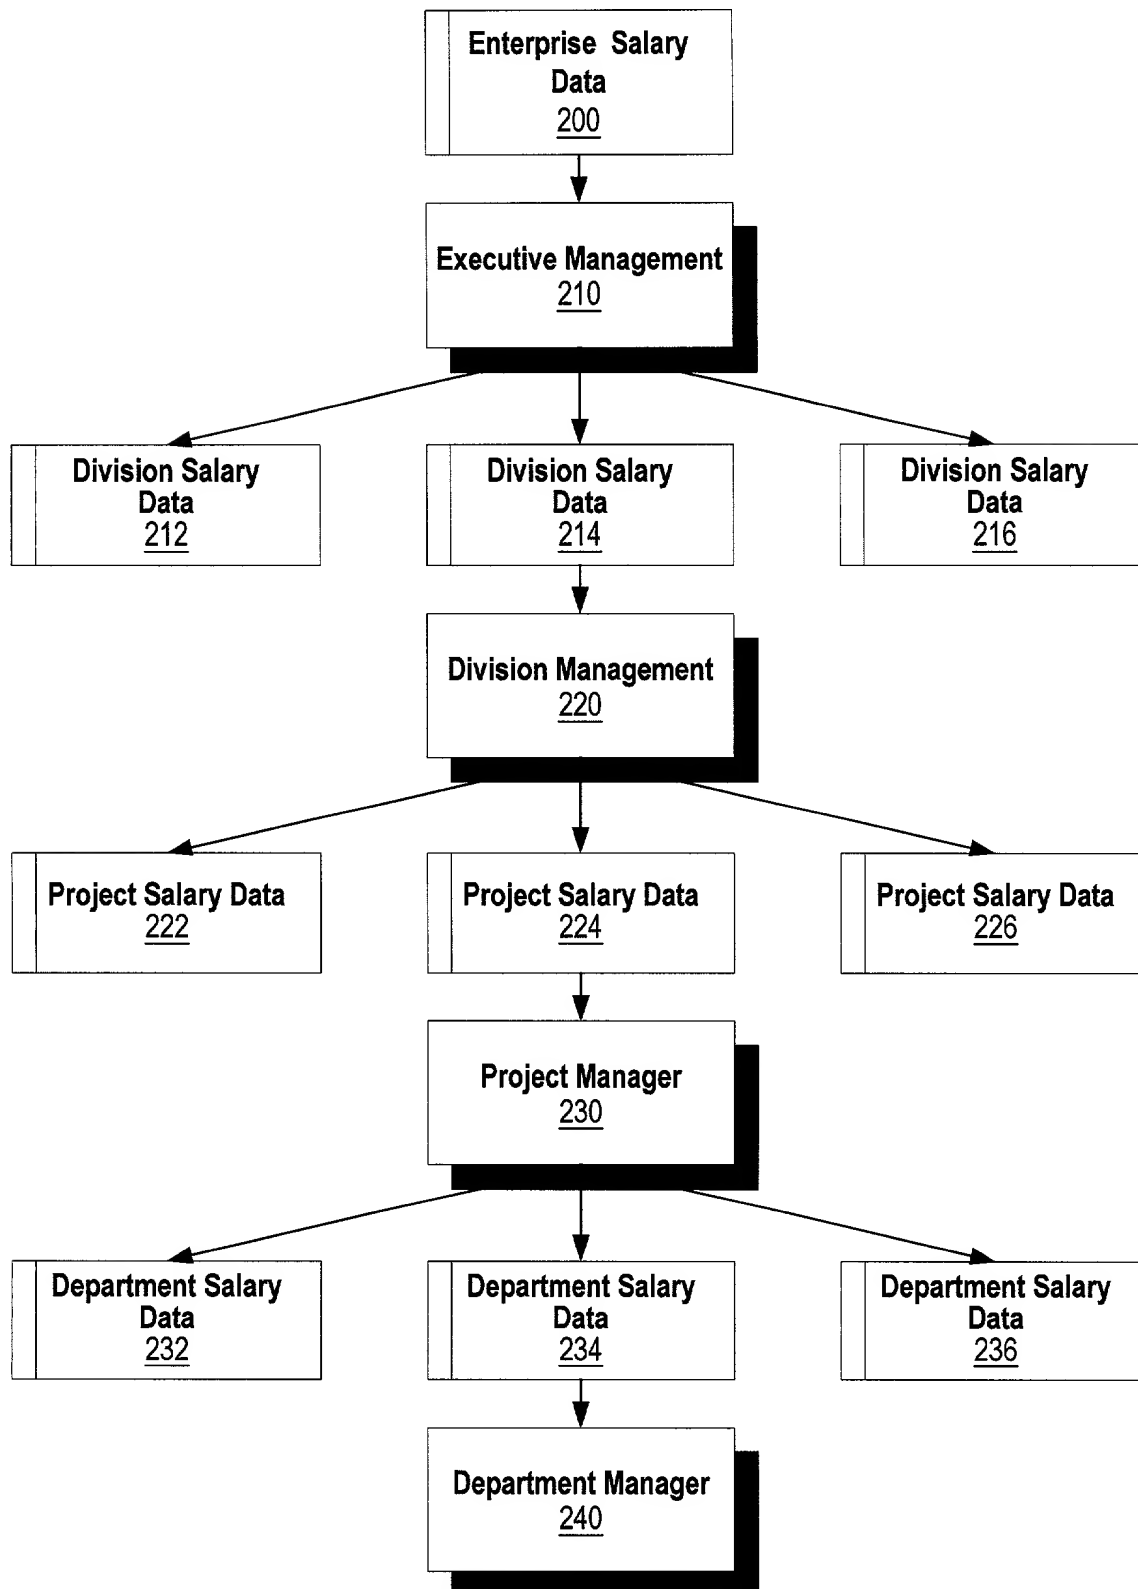 Enterprise Salary
Data
200
Executive Management
210
Division Salary
Data
212
Division Salary
Data
214
Division Salary
Data
216
Division Management
220
Project Salary Data
222
Project Salary Data
224
Project Salary Data
226
Project Manager
230
Department Salary
Data
232
Department Salary
Data
234
Department Salary
Data
236
Department Manager
240